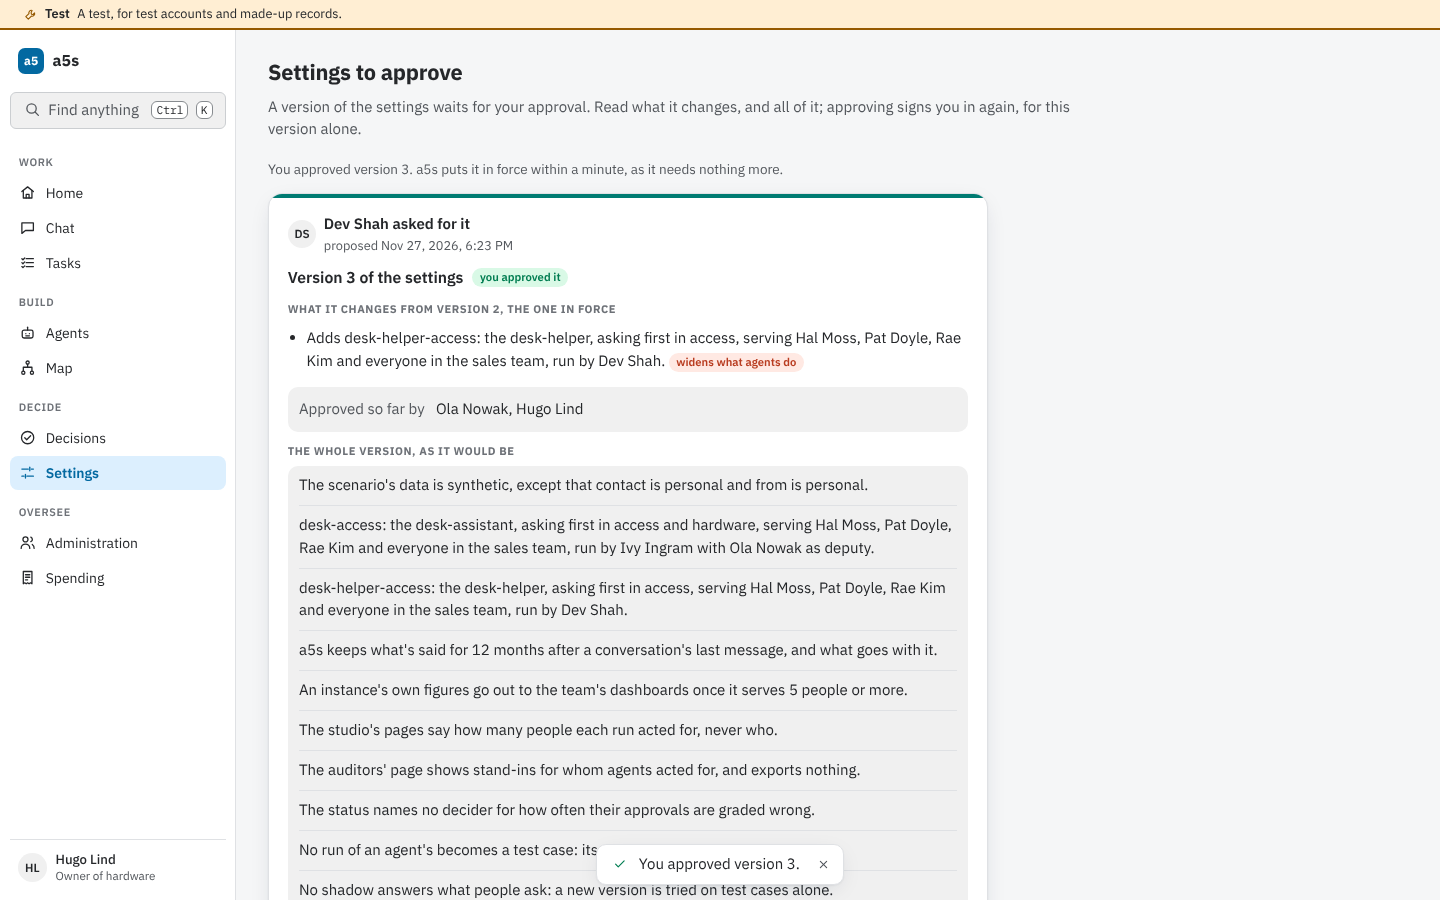 Test A test, for test accounts and made-up records.
a5 a5s
Find anything Ctrl K
WORK
Home
Chat
Tasks
BUILD
Agents
Map
DECIDE
Decisions
Settings
OVERSEE
Administration
Spending
HL Hugo Lind
Owner of hardware
Settings to approve
A version of the settings waits for your approval. Read what it changes, and all of it; approving signs you in again, for this
version alone.
You approved version 3. a5s puts it in force within a minute, as it needs nothing more.
DS Dev Shah asked for it
proposed Nov 27, 2026, 6:23 PM
Version 3 of the settings you approved it
WHAT IT CHANGES FROM VERSION 2, THE ONE IN FORCE
• Adds desk-helper-access: the desk-helper, asking first in access, serving Hal Moss, Pat Doyle, Rae
Kim and everyone in the sales team, run by Dev Shah. widens what agents do
Approved so far by Ola Nowak, Hugo Lind
THE WHOLE VERSION, AS IT WOULD BE
The scenario's data is synthetic, except that contact is personal and from is personal.
desk-access: the desk-assistant, asking first in access and hardware, serving Hal Moss, Pat Doyle,
Rae Kim and everyone in the sales team, run by Ivy Ingram with Ola Nowak as deputy.
desk-helper-access: the desk-helper, asking first in access, serving Hal Moss, Pat Doyle, Rae Kim
and everyone in the sales team, run by Dev Shah.
a5s keeps what's said for 12 months after a conversation's last message, and what goes with it.
An instance's own figures go out to the team's dashboards once it serves 5 people or more.
The studio's pages say how many people each run acted for, never who.
The auditors' page shows stand-ins for whom agents acted for, and exports nothing.
The status names no decider for how often their approvals are graded wrong.
No run of an agent's becomes a test case: its
You approved version 3.
No shadow answers what people ask: a new version is tried on test cases alone.